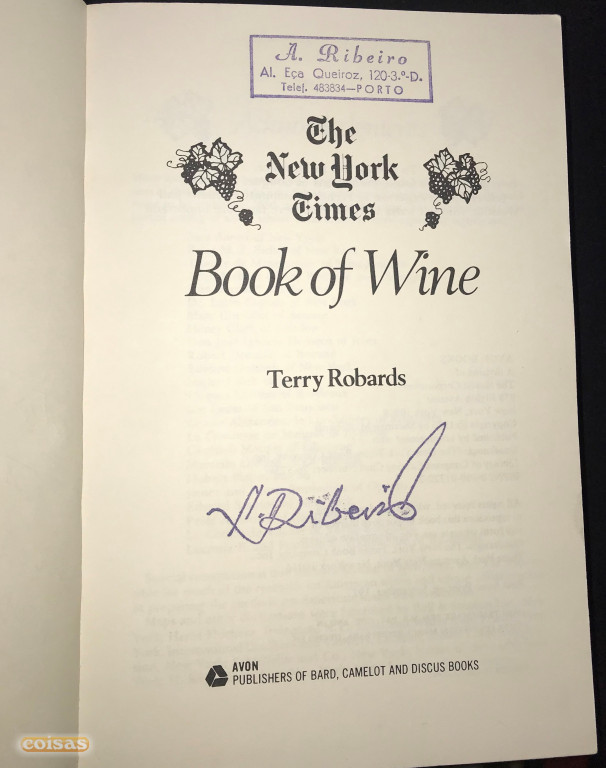 A. Ribeiro
Al. Eça Queiroz, 120-3.º-D.
Telef. 483834—PORTO
The
New York
Times
Book of Wine
Terry Robards
A. Ribeiro
AVON
PUBLISHERS OF BARD, CAMELOT AND DISCUS BOOKS
coisas